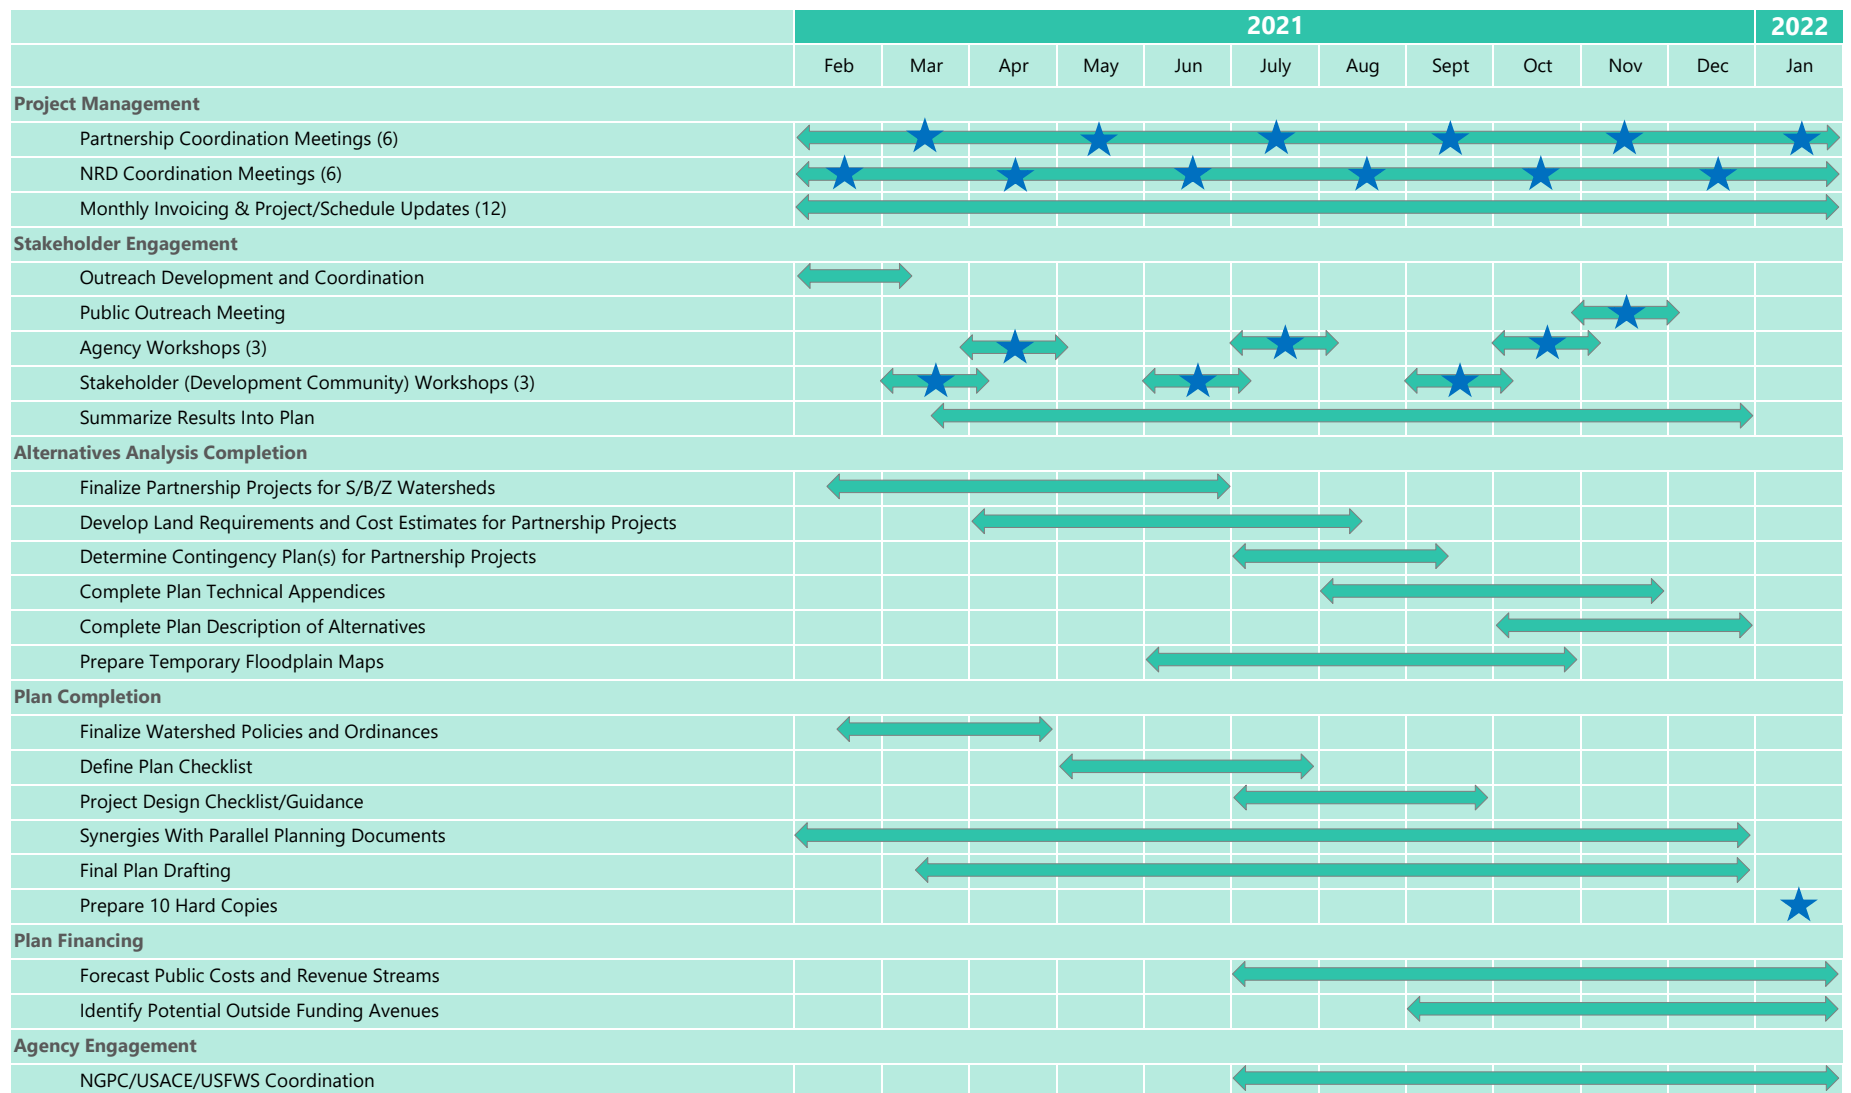 2021 2022
Feb Mar Apr May Jun July Aug Sept Oct Nov Dec Jan
Project Management
Partnership Coordination Meetings (6)
NRD Coordination Meetings (6)
Monthly Invoicing & Project/Schedule Updates (12)
Stakeholder Engagement
Outreach Development and Coordination
Public Outreach Meeting
Agency Workshops (3)
Stakeholder (Development Community) Workshops (3)
Summarize Results Into Plan
Alternatives Analysis Completion
Finalize Partnership Projects for S/B/Z Watersheds
Develop Land Requirements and Cost Estimates for Partnership Projects
Determine Contingency Plan(s) for Partnership Projects
Complete Plan Technical Appendices
Complete Plan Description of Alternatives
Prepare Temporary Floodplain Maps
Plan Completion
Finalize Watershed Policies and Ordinances
Define Plan Checklist
Project Design Checklist/Guidance
Synergies With Parallel Planning Documents
Final Plan Drafting
Prepare 10 Hard Copies
Plan Financing
Forecast Public Costs and Revenue Streams
Identify Potential Outside Funding Avenues
Agency Engagement
NGPC/USACE/USFWS Coordination